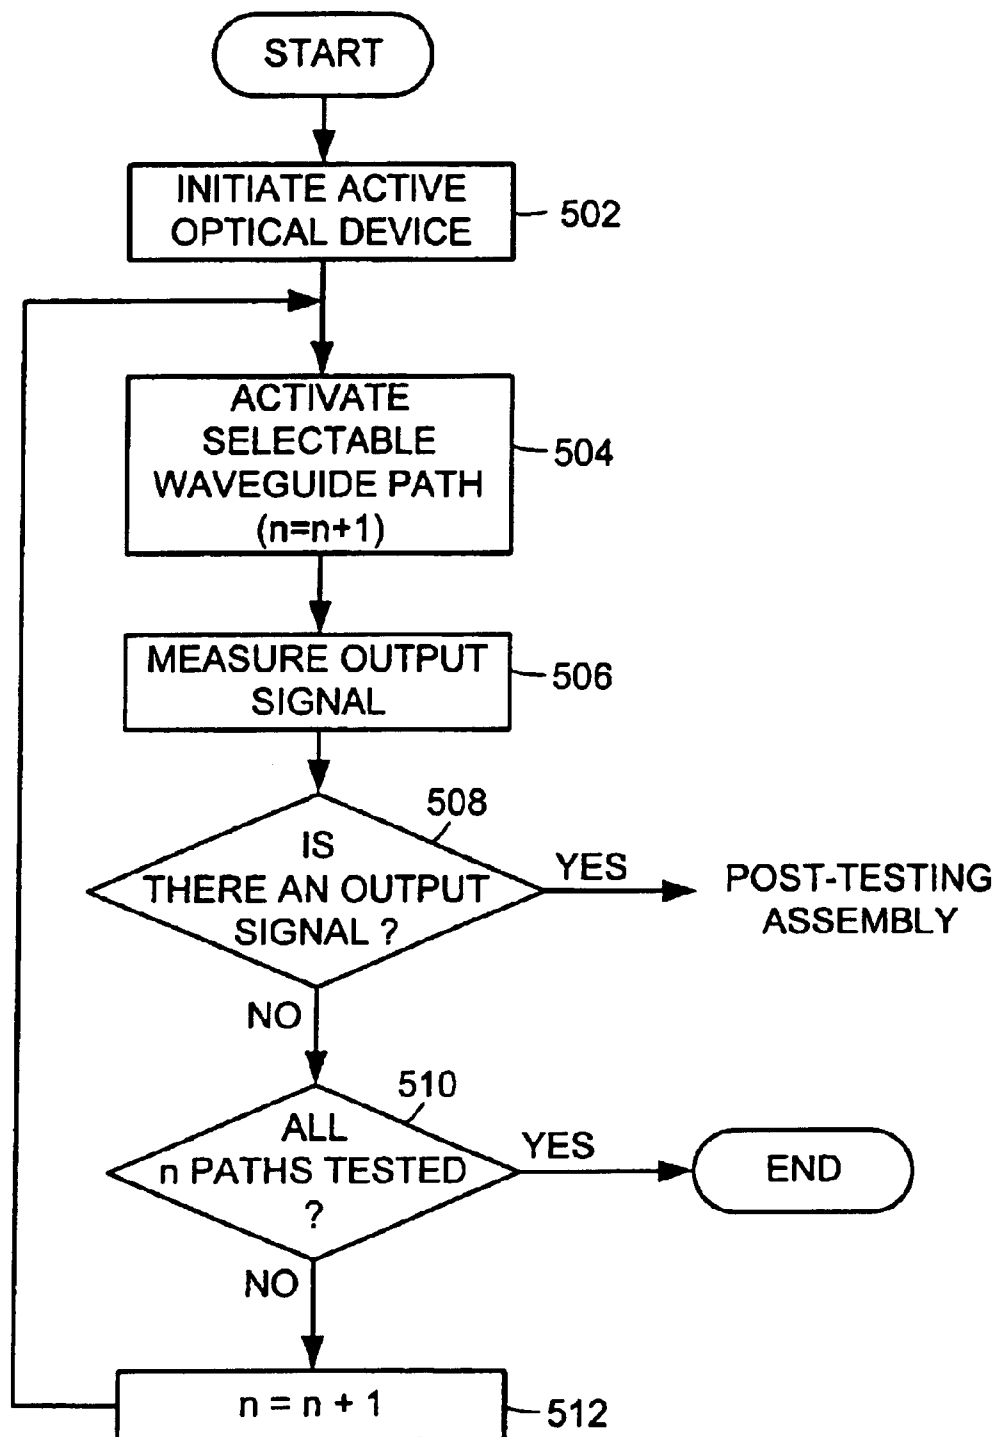 START
INITIATE ACTIVE
OPTICAL DEVICE
502
ACTIVATE
SELECTABLE
WAVEGUIDE PATH
(n=n+1)
504
MEASURE OUTPUT
SIGNAL
506
508
IS
THERE AN OUTPUT
SIGNAL ?
YES
POST-TESTING
ASSEMBLY
NO
510
ALL
n PATHS TESTED
?
YES
END
NO
n = n + 1
512